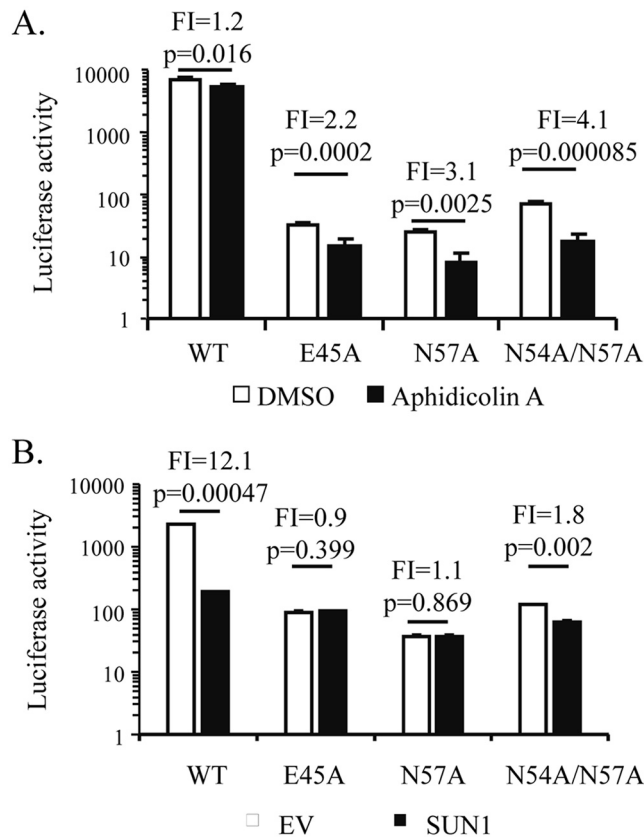 A.
FI=1.2
p=0.016
FI=2.2
p=0.0002
FI=3.1
p=0.0025
FI=4.1
p=0.000085
Luciferase activity
10000
1000
100
10
1
WT E45A N57A N54A/N57A
DMSO Aphidicolin A
B.
FI=12.1
p=0.00047
FI=0.9
p=0.399
FI=1.1
p=0.869
FI=1.8
p=0.002
Luciferase activity
10000
1000
100
10
1
WT E45A N57A N54A/N57A
EV SUN1